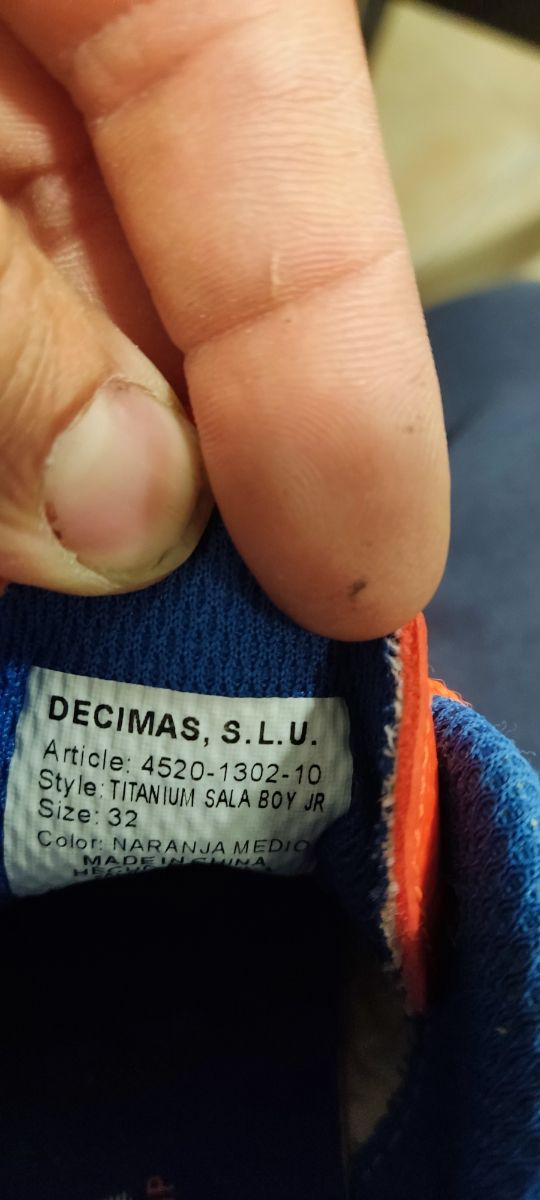 DECIMAS, S.L.U.
Article: 4520-1302-10
Style: TITANIUM SALA BOY JR
Size: 32
Color: NARANJA MEDIO
MADE IN CHINA